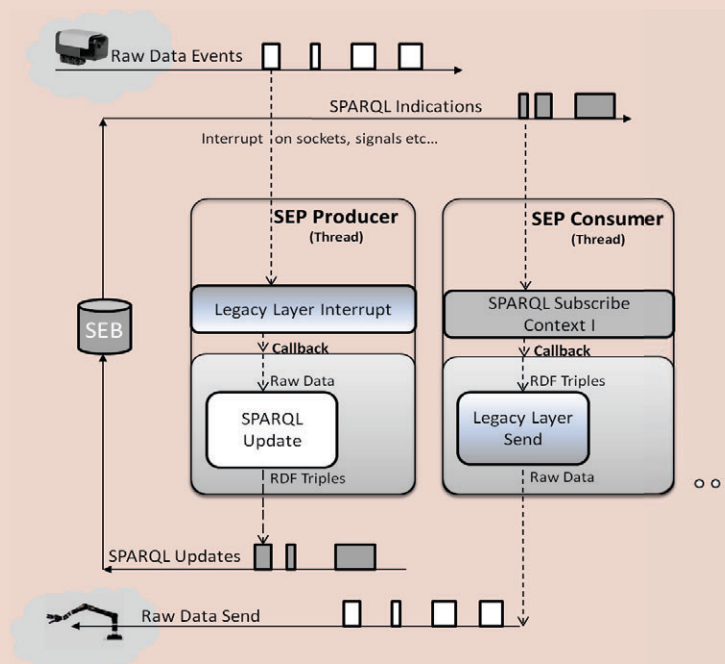 Raw Data Events
SPARQL Indications
Interrupt on sockets, signals etc...
SEP Producer
(Thread)
SEP Consumer
(Thread)
SEB
Legacy Layer Interrupt
SPARQL Subscribe
Context I
Callback
Callback
Raw Data
RDF Triples
SPARQL
Update
Legacy Layer
Send
RDF Triples
Raw Data
SPARQL Updates
Raw Data Send